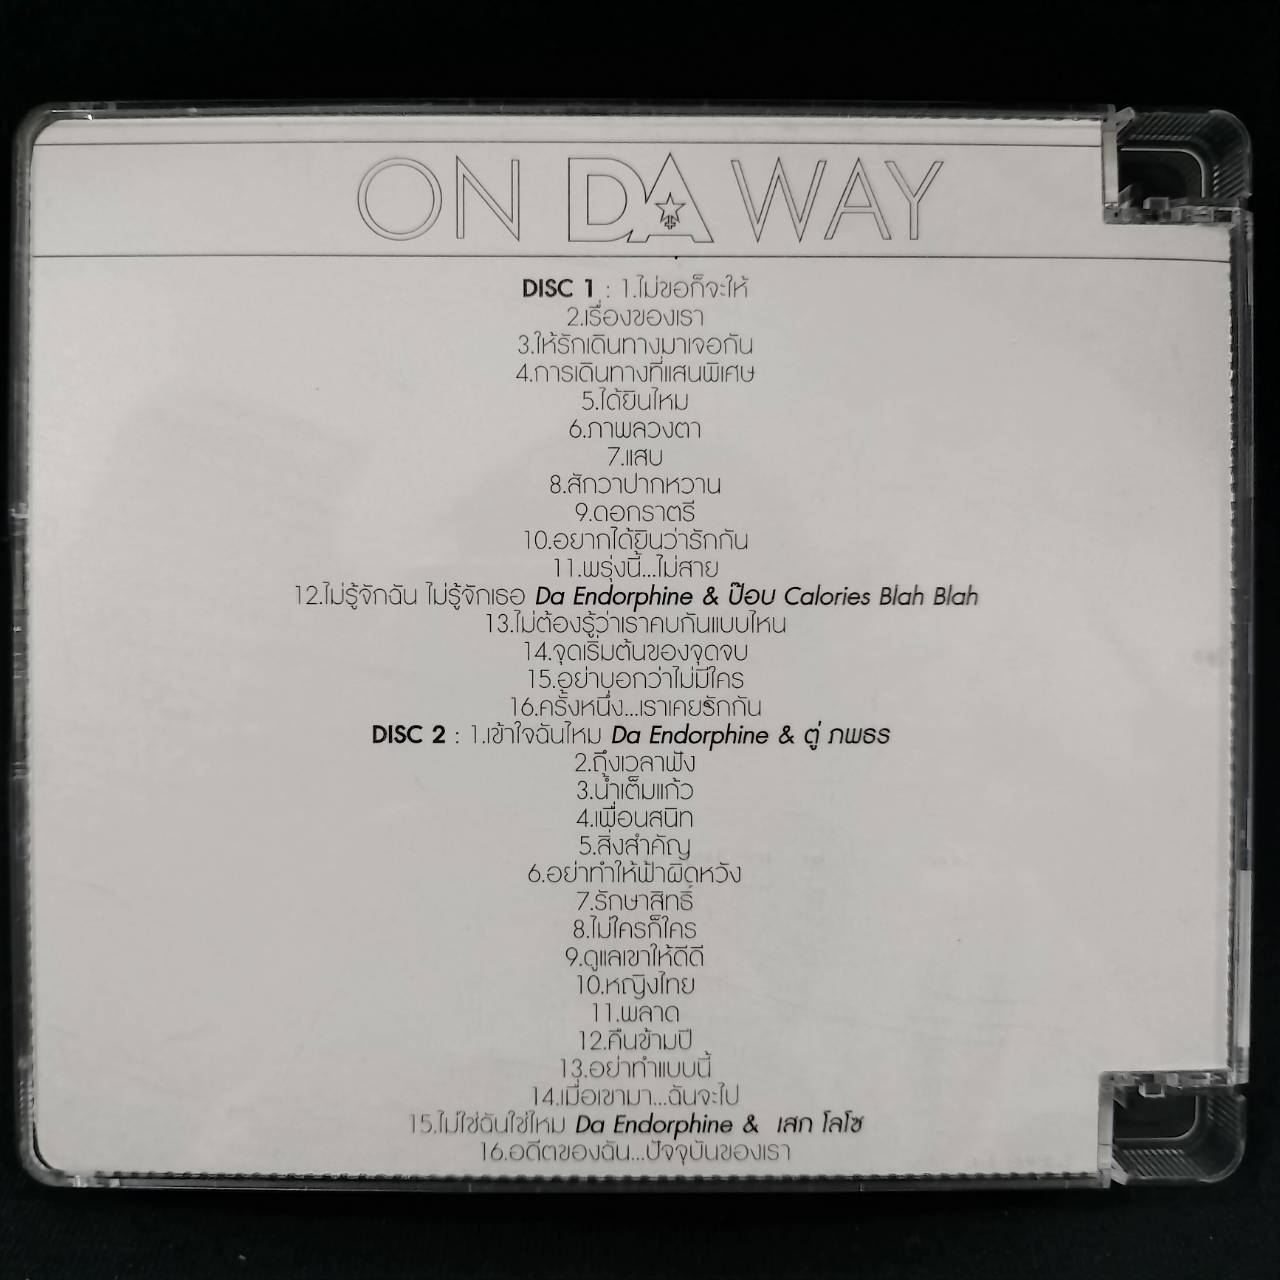 ON DA WAY
DISC 1 : 1.ไม่ขอก็จะให้
2.เรื่องของเรา
3.ให้รักเดินทางมาเจอกัน
4.การเดินทางที่แสนพิเศษ
5.ได้ยินไหม
6.ภาพลวงตา
7.แสบ
8.สักวาปากหวาน
9.ดอกราตรี
10.อยากได้ยินว่ารักกัน
11.พรุ่งนี้...ไม่สาย
12.ไม่รู้จักฉัน ไม่รู้จักเธอ Da Endorphine & ป๊อบ Calories Blah Blah
13.ไม่ต้องรู้ว่าเราคบกันแบบไหน
14.จุดเริ่มต้นของจุดจบ
15.อย่าบอกว่าไม่มีใคร
16.ครั้งหนึ่ง...เราเคยรักกัน
DISC 2 : 1.เข้าใจฉันไหม Da Endorphine & ตู่ ภพธร
2.ถึงเวลาฟัง
3.น้ำเต็มแก้ว
4.เพื่อนสนิท
5.สิ่งสำคัญ
6.อย่าทำให้ฟ้าผิดหวัง
7.รักษาสิทธิ์
8.ไม่ใครก็ใคร
9.ดูแลเขาให้ดีดี
10.หญิงไทย
11.พลาด
12.คืนข้ามปี
13.อย่าทำแบบนี้
14.เมื่อเขามา...ฉันจะไป
15.ไม่ใช่ฉันใช่ไหม Da Endorphine & เสก โลโซ
16.อดีตของฉัน...ปัจจุบันของเรา